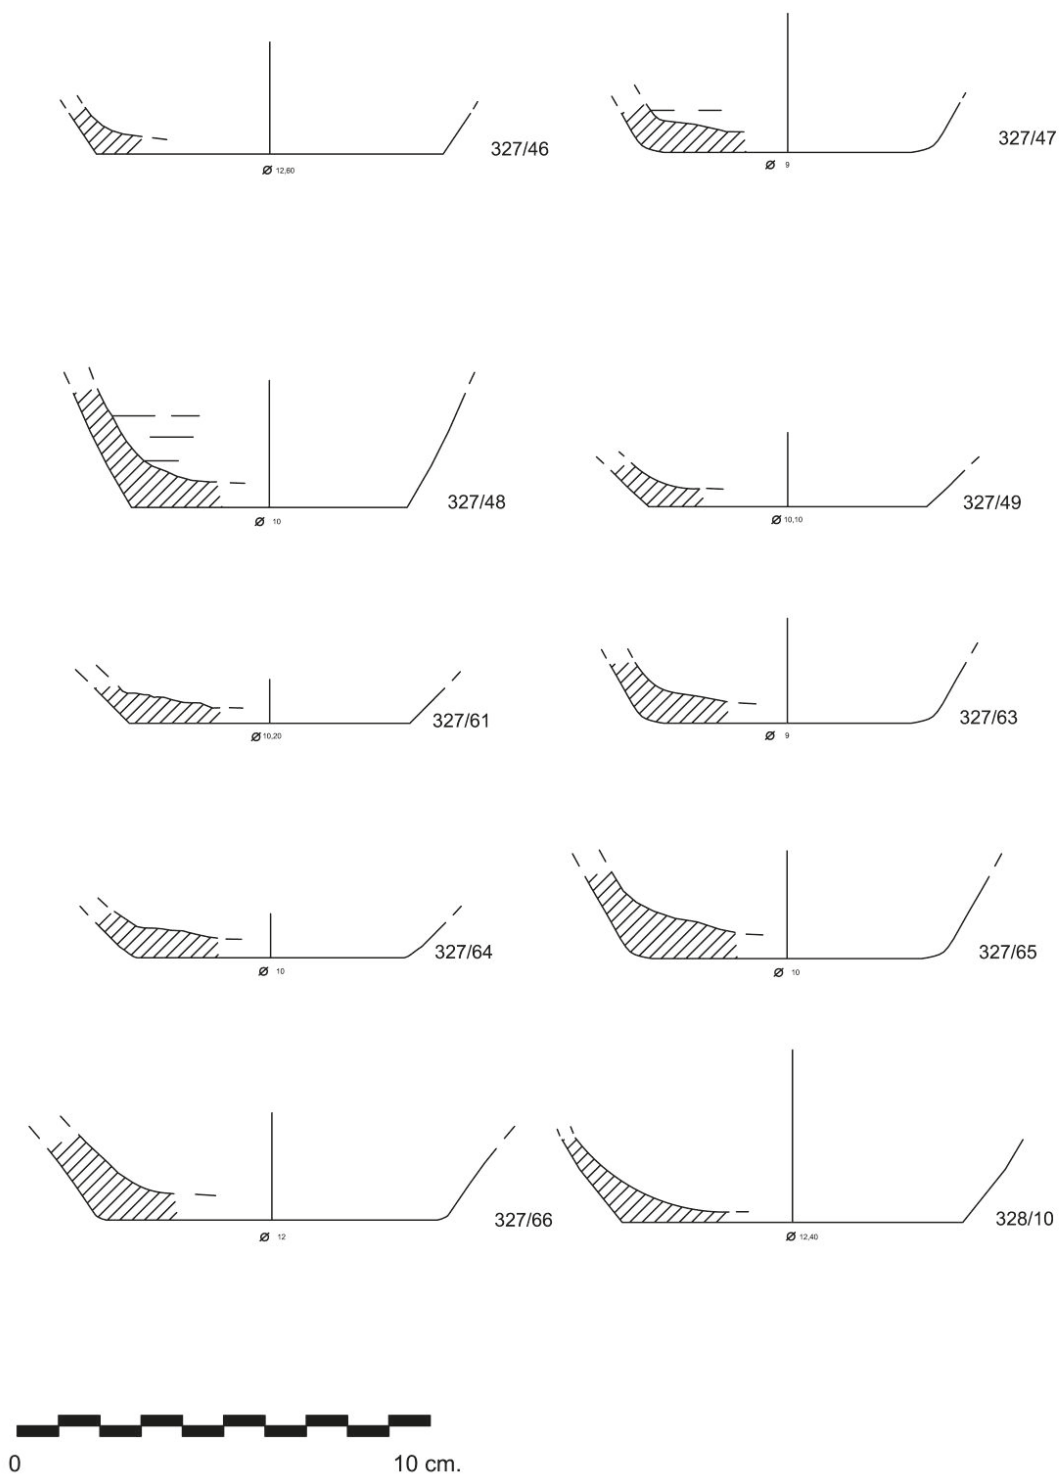 327/46
Ø 12,60
327/47
Ø 9
327/48
Ø 10
327/49
Ø 10,10
327/61
Ø 10,20
327/63
Ø 9
327/64
Ø 10
327/65
Ø 10
327/66
Ø 12
328/10
Ø 12,40
0 10 cm.